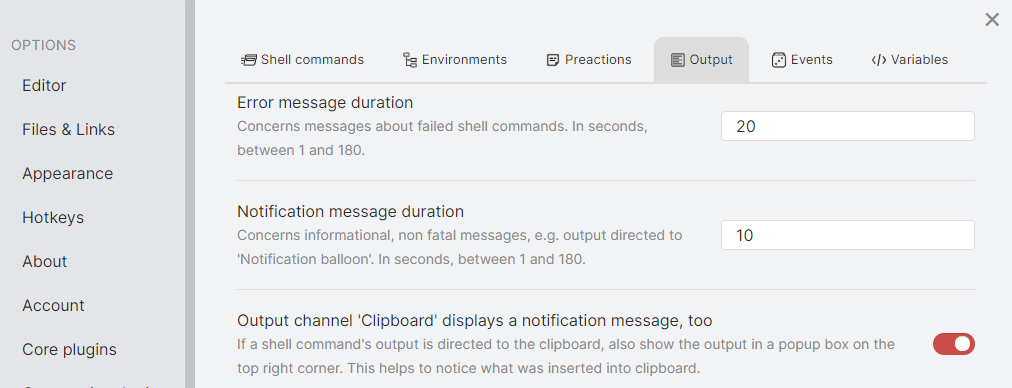 OPTIONS
Editor
Files & Links
Appearance
Hotkeys
About
Account
Core plugins
Shell commands
Environments
Preactions
Output
Events
Variables
Error message duration
Concerns messages about failed shell commands. In seconds,
between 1 and 180.
20
Notification message duration
Concerns informational, non fatal messages, e.g. output directed to
'Notification balloon'. In seconds, between 1 and 180.
10
Output channel 'Clipboard' displays a notification message, too
If a shell command's output is directed to the clipboard, also show the output in a popup box on the
top right corner. This helps to notice what was inserted into clipboard.